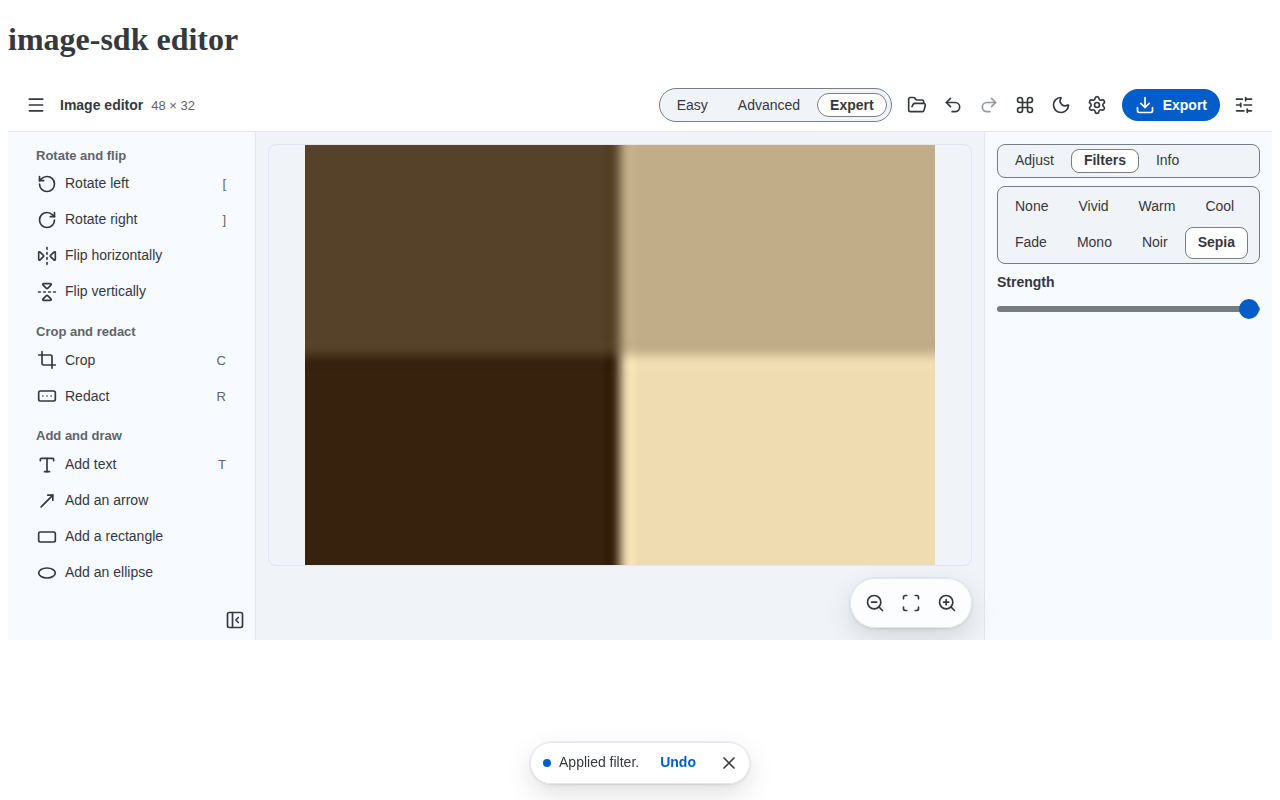 image-sdk editor
Image editor 48 × 32
Easy Advanced Expert
Export
Rotate and flip
Rotate left [
Rotate right ]
Flip horizontally
Flip vertically
Crop and redact
Crop C
Redact R
Add and draw
Add text T
Add an arrow
Add a rectangle
Add an ellipse
Adjust Filters Info
None Vivid Warm Cool
Fade Mono Noir Sepia
Strength
Applied filter. Undo